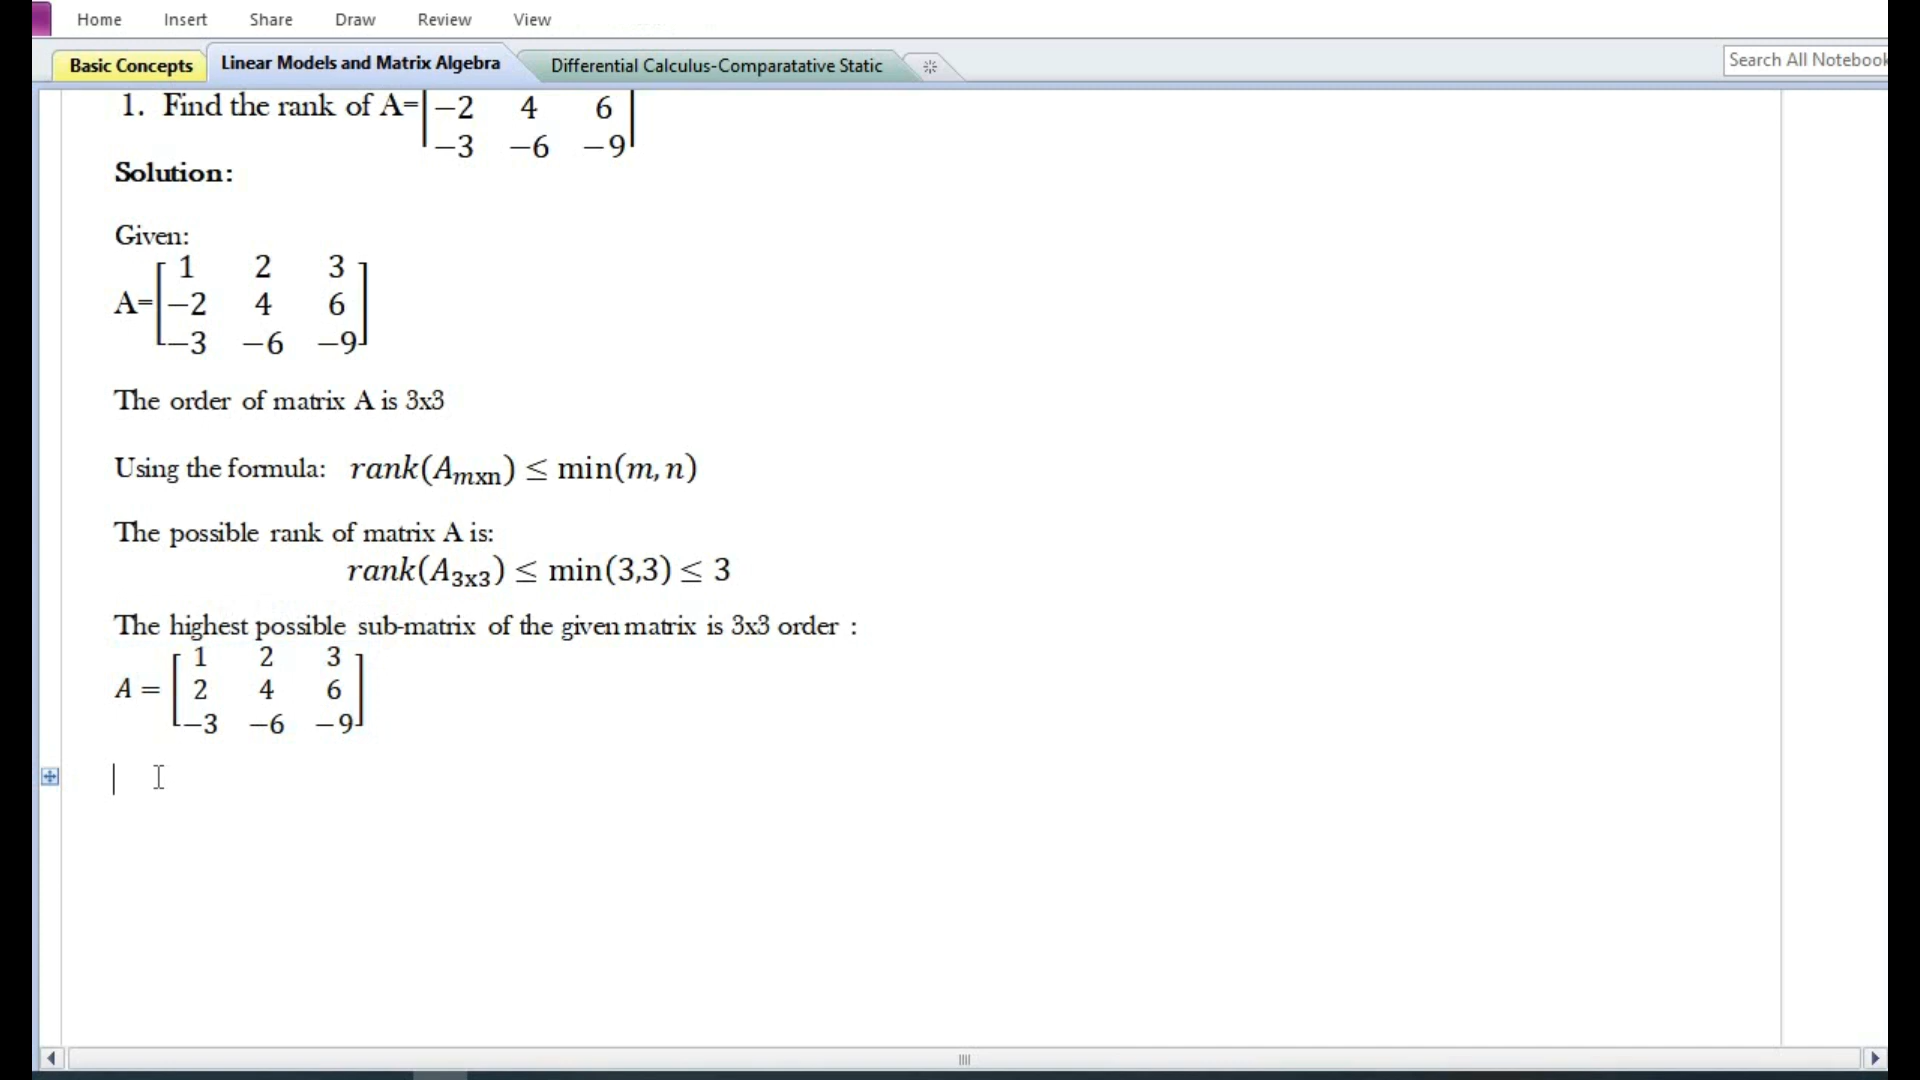 Home Insert Share Draw Review View
Basic Concepts Linear Models and Matrix Algebra Differential Calculus-Comparatative Static Search All Notebook
1. Find the rank of A= −2 4 6
−3 −6 −9
Solution:
Given:
1 2 3
A= −2 4 6
−3 −6 −9
The order of matrix A is 3x3
Using the formula: rank(Amxn) ≤ min(m, n)
The possible rank of matrix A is:
rank(A3x3) ≤ min(3,3) ≤ 3
The highest possible sub-matrix of the given matrix is 3x3 order :
1 2 3
A = 2 4 6
−3 −6 −9